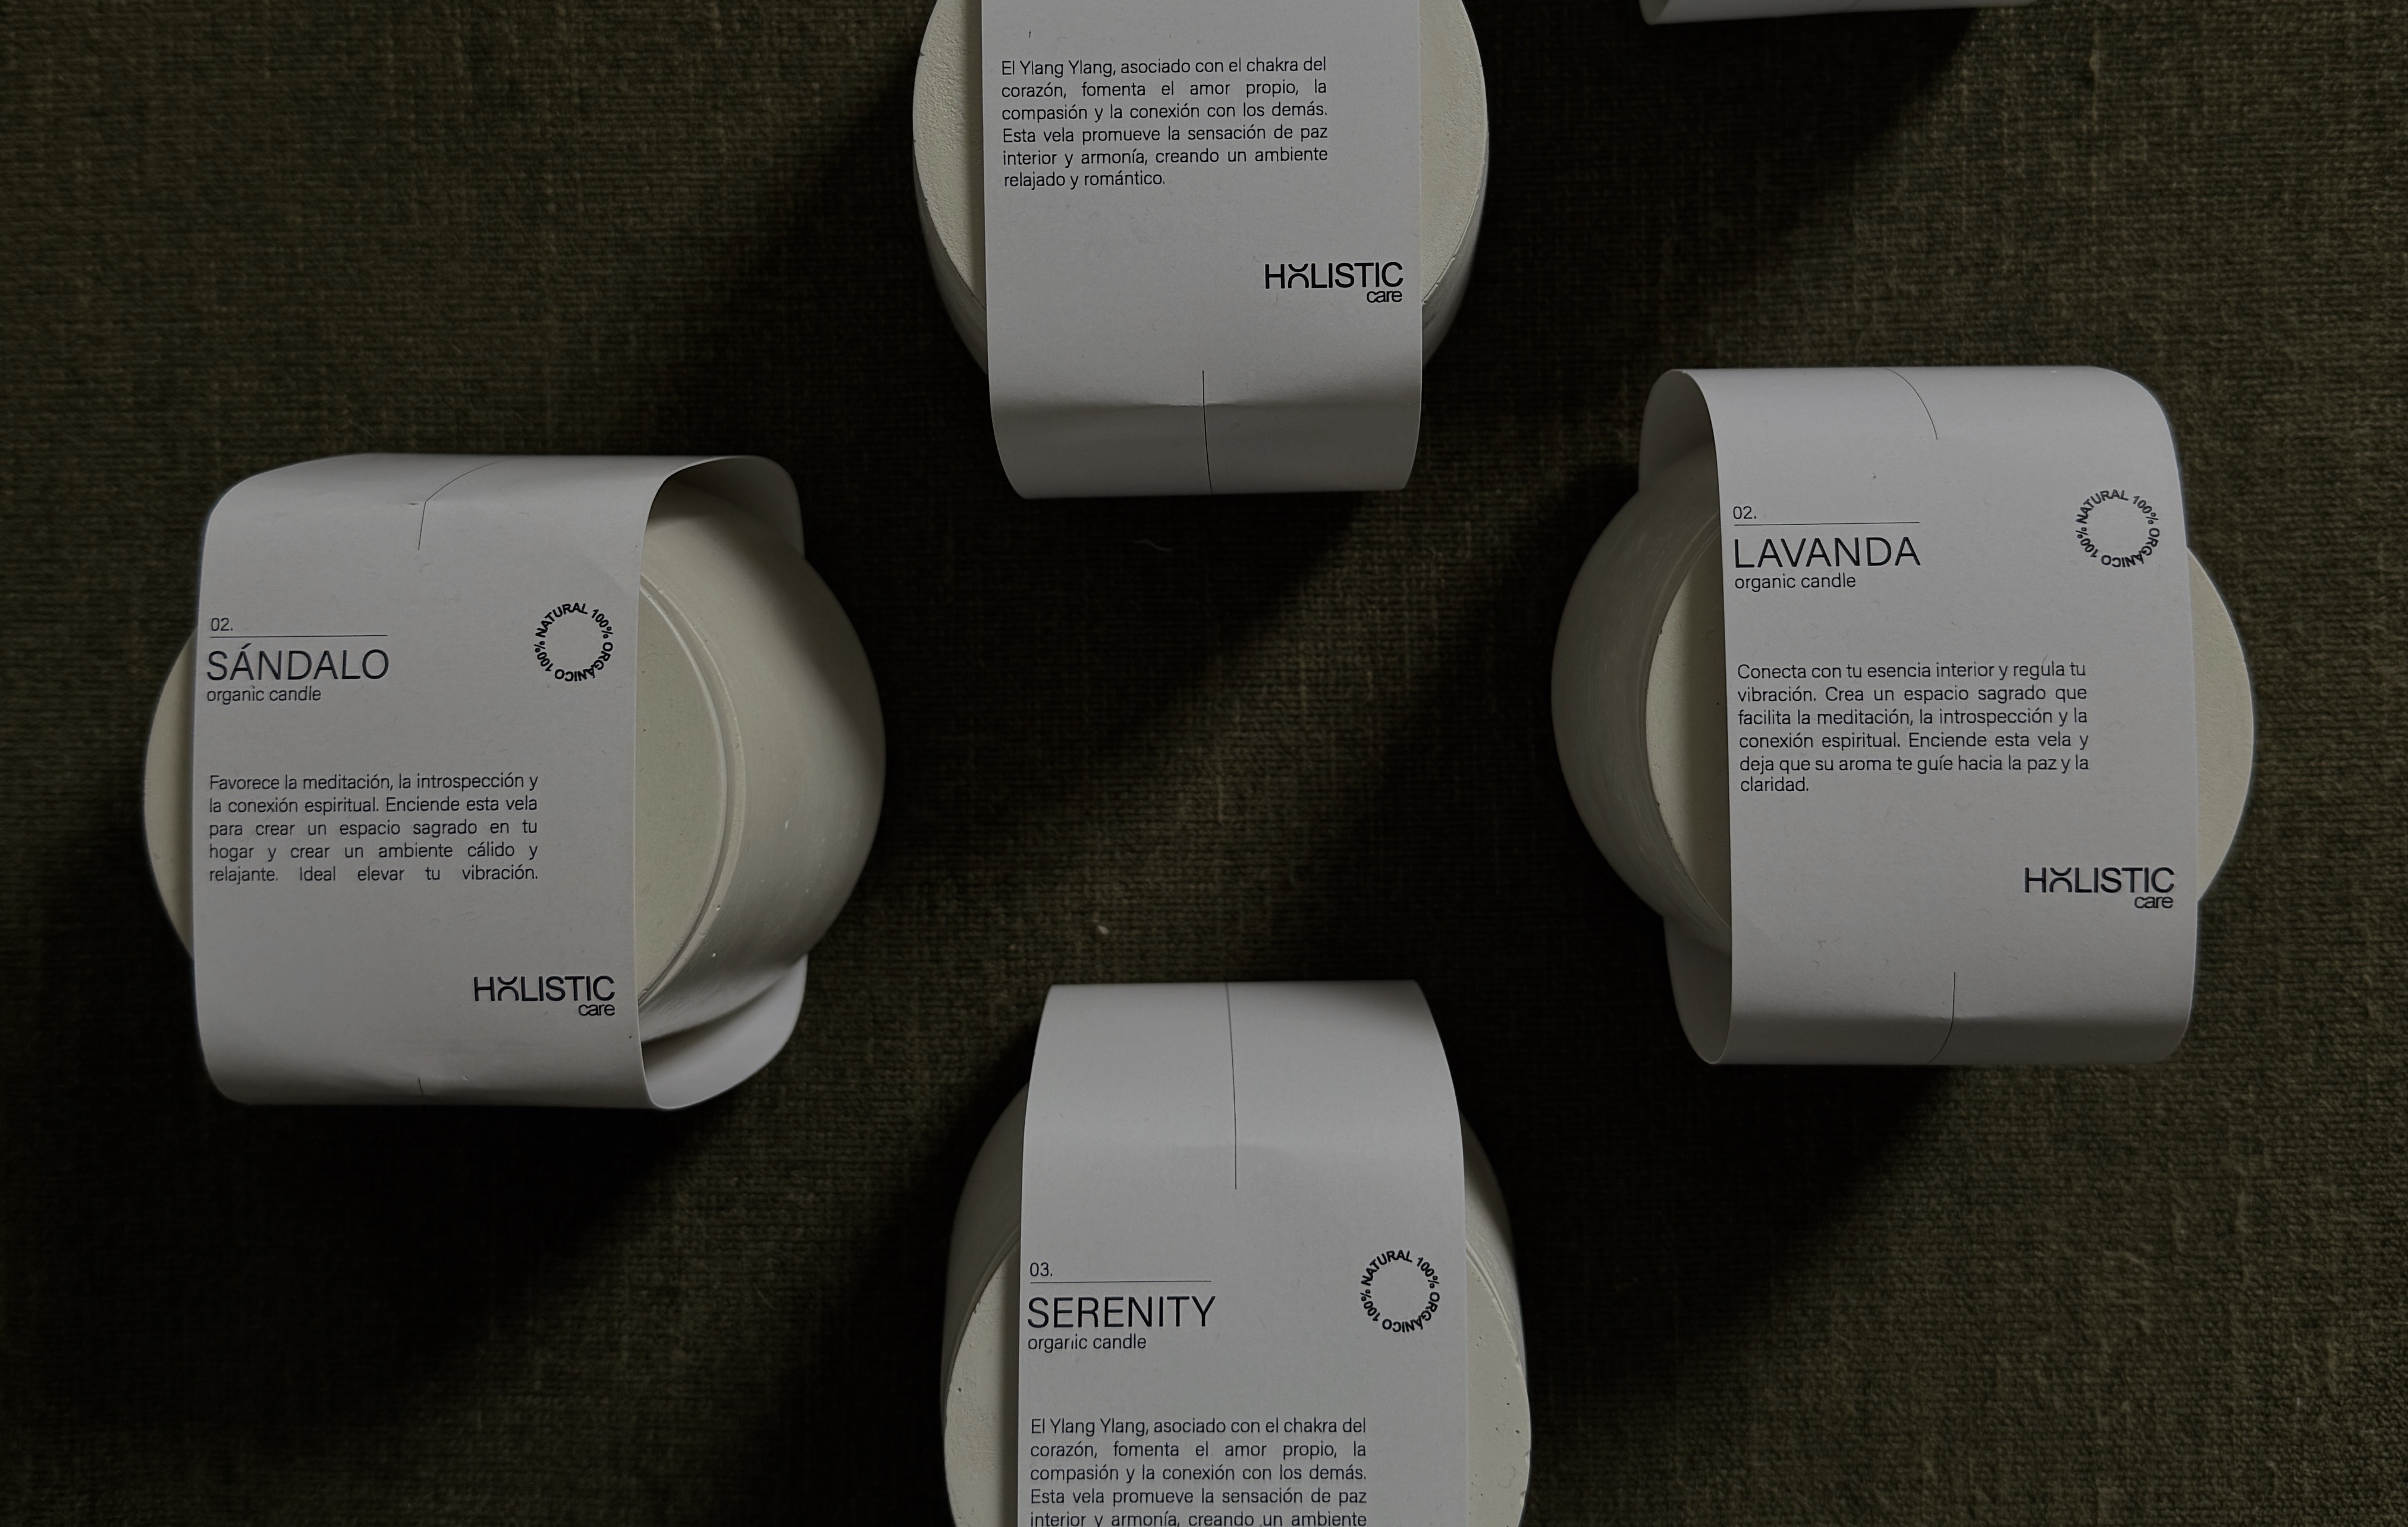 El Ylang Ylang, asociado con el chakra del
corazón, fomenta el amor propio, la
compasión y la conexión con los demás.
Esta vela promueve la sensación de paz
interior y armonía, creando un ambiente
relajado y romántico.
HOLISTIC
care
02.
SÁNDALO
organic candle
100% NATURAL 100% ORGÁNICO
Favorece la meditación, la introspección y
la conexión espiritual. Enciende esta vela
para crear un espacio sagrado en tu
hogar y crear un ambiente cálido y
relajante. Ideal elevar tu vibración.
HOLISTIC
care
02.
LAVANDA
organic candle
100% NATURAL 100% ORGÁNICO
Conecta con tu esencia interior y regula tu
vibración. Crea un espacio sagrado que
facilita la meditación, la introspección y la
conexión espiritual. Enciende esta vela y
deja que su aroma te guíe hacia la paz y la
claridad.
HOLISTIC
care
03.
SERENITY
organic candle
100% NATURAL 100% ORGÁNICO
El Ylang Ylang, asociado con el chakra del
corazón, fomenta el amor propio, la
compasión y la conexión con los demás.
Esta vela promueve la sensación de paz
interior y armonía, creando un ambiente